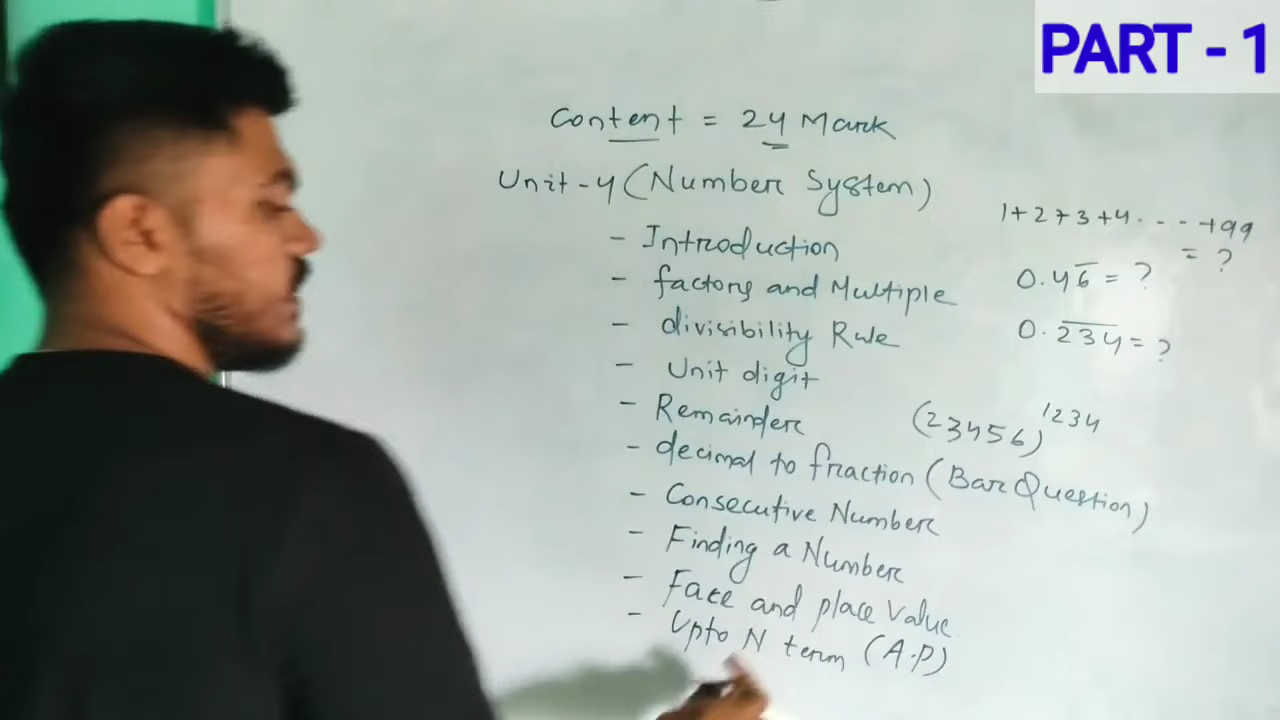 PART - 1
Content = 24 Mark
Unit-4 (Number System)
- Introduction
- factors and Multiple
- divisibility Rule
- Unit digit
- Remainder
- decimal to fraction (Bar Question)
- Consecutive Number
- Finding a Number
- Face and place value
- Upto N term (A.P)
1+2+3+4....+99
= ?
0.46̅ = ?
0.2̅3̅4̅ = ?
(23456)¹²³⁴